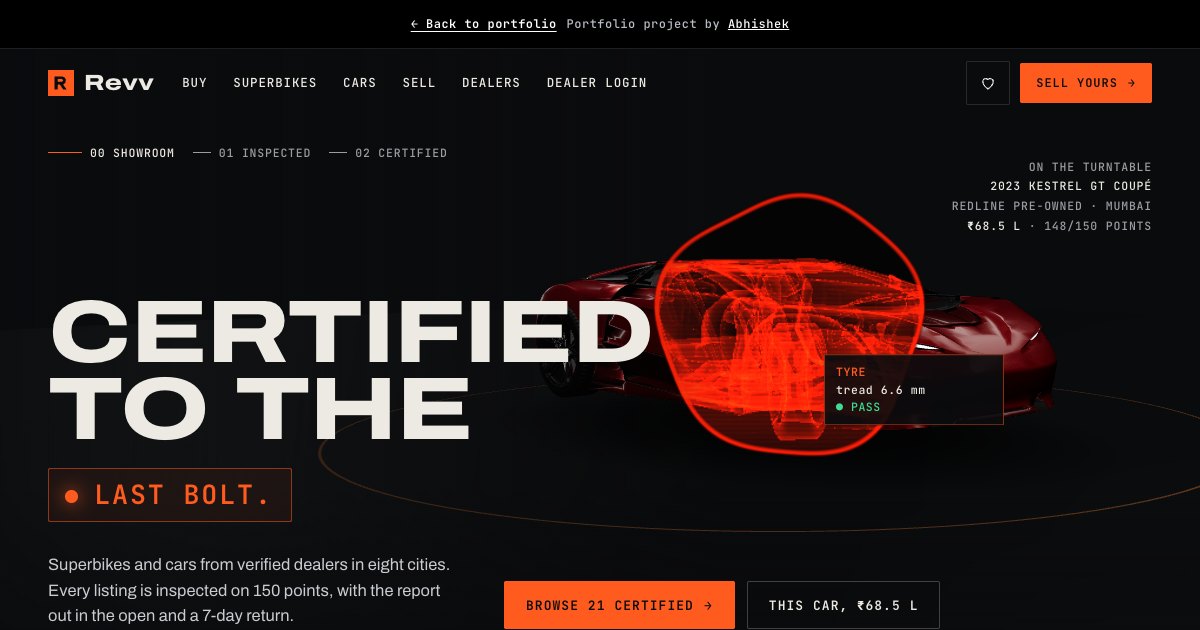 ← Back to portfolio Portfolio project by Abhishek
R Revv BUY SUPERBIKES CARS SELL DEALERS DEALER LOGIN SELL YOURS →
00 SHOWROOM 01 INSPECTED 02 CERTIFIED
ON THE TURNTABLE
2023 KESTREL GT COUPÉ
REDLINE PRE-OWNED · MUMBAI
₹68.5 L · 148/150 POINTS
CERTIFIED
TO THE
LAST BOLT.
TYRE
tread 6.6 mm
PASS
Superbikes and cars from verified dealers in eight cities.
Every listing is inspected on 150 points, with the report
out in the open and a 7-day return.
BROWSE 21 CERTIFIED →
THIS CAR, ₹68.5 L